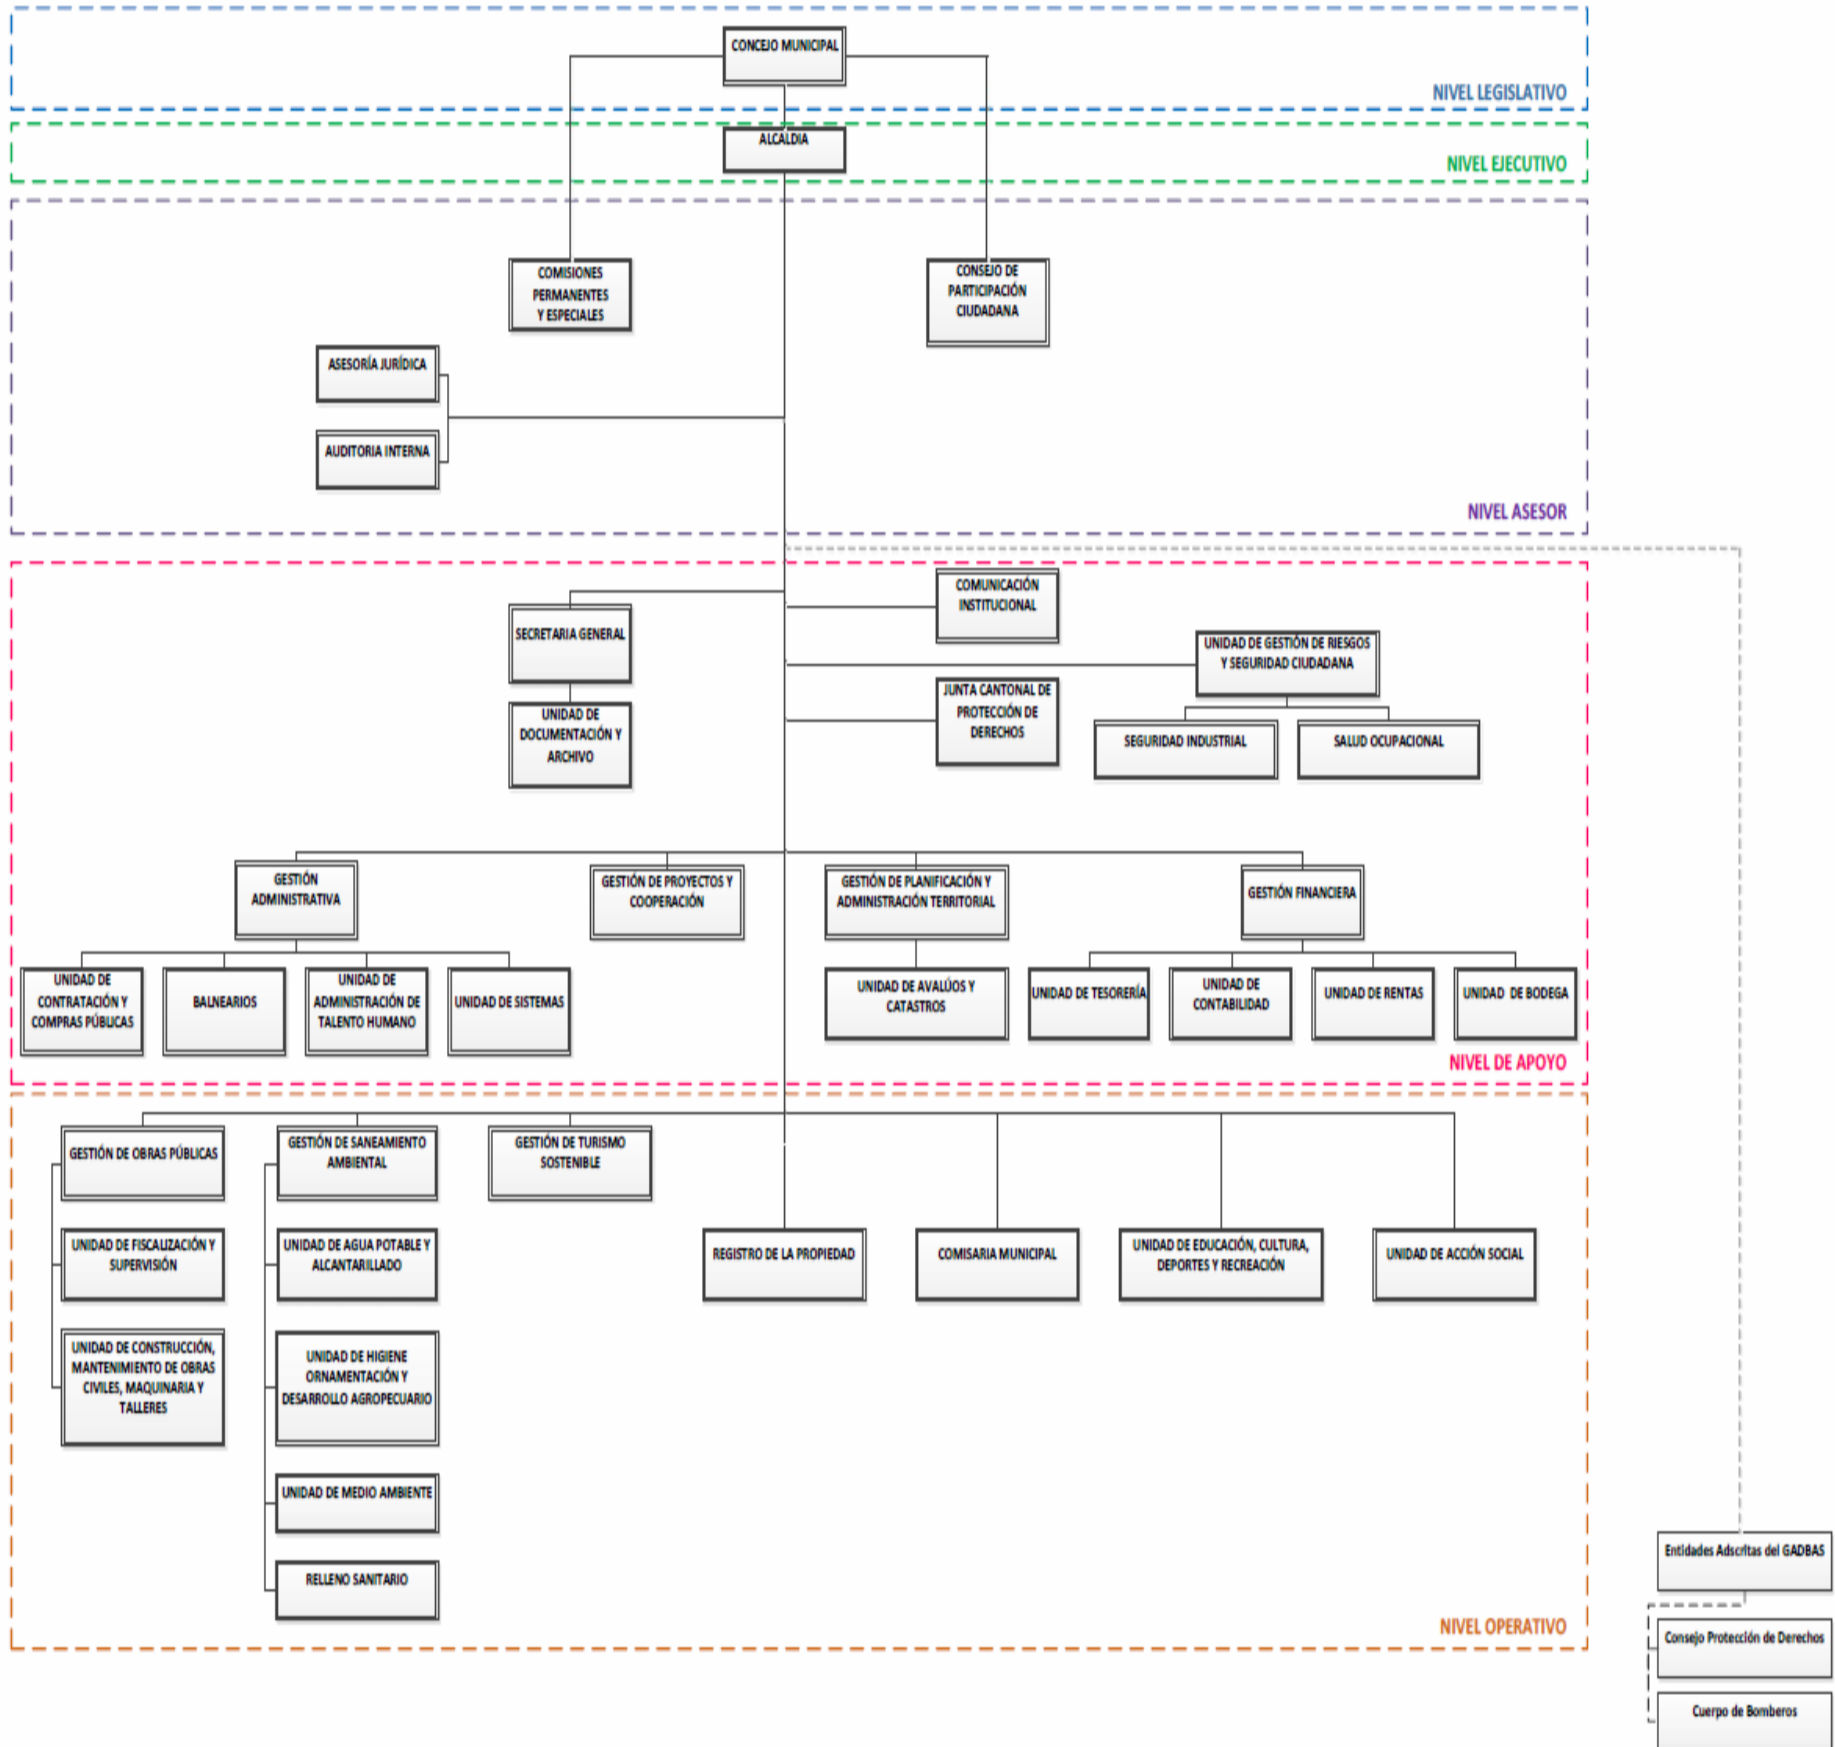 CONCEJO MUNICIPAL
NIVEL LEGISLATIVO
ALCALDIA
NIVEL EJECUTIVO
COMISIONES
PERMANENTES
Y ESPECIALES
CONSEJO DE
PARTICIPACIÓN
CIUDADANA
ASESORÍA JURÍDICA
AUDITORIA INTERNA
NIVEL ASESOR
COMUNICACIÓN
INSTITUCIONAL
SECRETARIA GENERAL
UNIDAD DE GESTIÓN DE RIESGOS
Y SEGURIDAD CIUDADANA
JUNTA CANTONAL DE
PROTECCIÓN DE
DERECHOS
UNIDAD DE
DOCUMENTACIÓN Y
ARCHIVO
SEGURIDAD INDUSTRIAL
SALUD OCUPACIONAL
GESTIÓN
ADMINISTRATIVA
GESTIÓN DE PROYECTOS Y
COOPERACIÓN
GESTIÓN DE PLANIFICACIÓN Y
ADMINISTRACIÓN TERRITORIAL
GESTIÓN FINANCIERA
UNIDAD DE
CONTRATACIÓN Y
COMPRAS PÚBLICAS
BALNEARIOS
UNIDAD DE
ADMINISTRACIÓN DE
TALENTO HUMANO
UNIDAD DE SISTEMAS
UNIDAD DE AVALÚOS Y
CATASTROS
UNIDAD DE TESORERÍA
UNIDAD DE
CONTABILIDAD
UNIDAD DE RENTAS
UNIDAD DE BODEGA
NIVEL DE APOYO
GESTIÓN DE OBRAS PÚBLICAS
GESTIÓN DE SANEAMIENTO
AMBIENTAL
GESTIÓN DE TURISMO
SOSTENIBLE
UNIDAD DE FISCALIZACIÓN Y
SUPERVISIÓN
UNIDAD DE AGUA POTABLE Y
ALCANTARILLADO
REGISTRO DE LA PROPIEDAD
COMISARIA MUNICIPAL
UNIDAD DE EDUCACIÓN, CULTURA,
DEPORTES Y RECREACIÓN
UNIDAD DE ACCIÓN SOCIAL
UNIDAD DE CONSTRUCCIÓN,
MANTENIMIENTO DE OBRAS
CIVILES, MAQUINARIA Y
TALLERES
UNIDAD DE HIGIENE
ORNAMENTACIÓN Y
DESARROLLO AGROPECUARIO
UNIDAD DE MEDIO AMBIENTE
RELLENO SANITARIO
NIVEL OPERATIVO
Entidades Adscritas del GADBAS
Consejo Protección de Derechos
Cuerpo de Bomberos